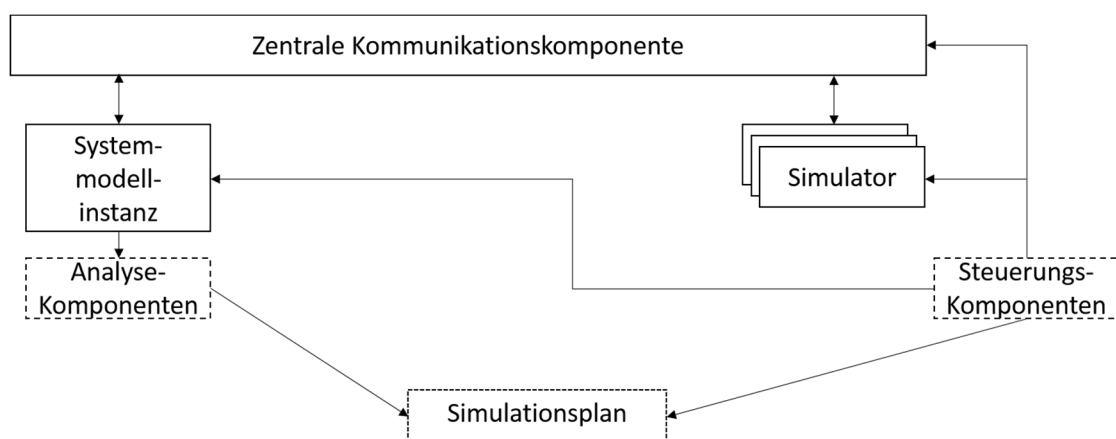 Zentrale Kommunikationskomponente
System-
modell-
instanz
Simulator
Analyse-
Komponenten
Steuerungs-
Komponenten
Simulationsplan